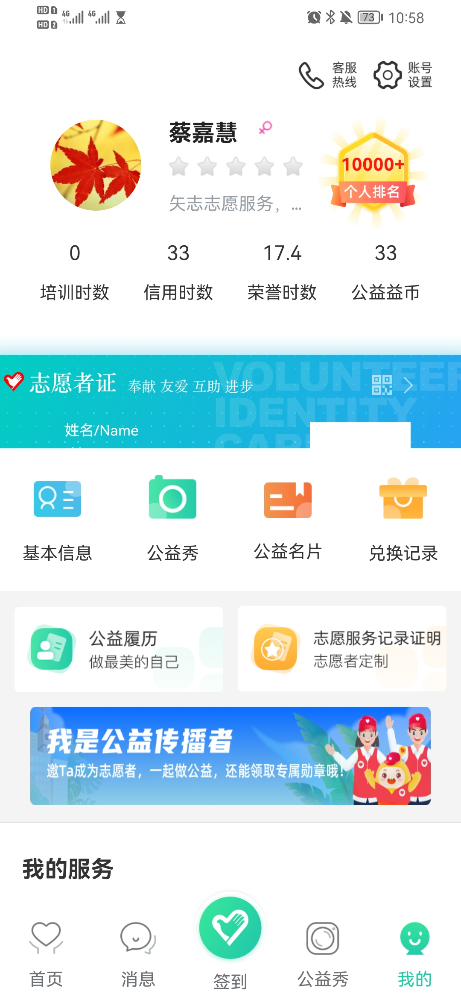 HD 1 4G 4G 73 10:58
HD 2
客服热线
账号设置
蔡嘉慧
10000+
个人排名
矢志志愿服务，...
0 33 17.4 33
培训时数 信用时数 荣誉时数 公益益币
志愿者证 奉献 友爱 互助 进步
VOLUNTEER
IDENTITY
姓名/Name
基本信息 公益秀 公益名片 兑换记录
公益履历
做最美的自己
志愿服务记录证明
志愿者定制
我是公益传播者
邀Ta成为志愿者，一起做公益，还能领取专属勋章哦！
我的服务
首页 消息 签到 公益秀 我的